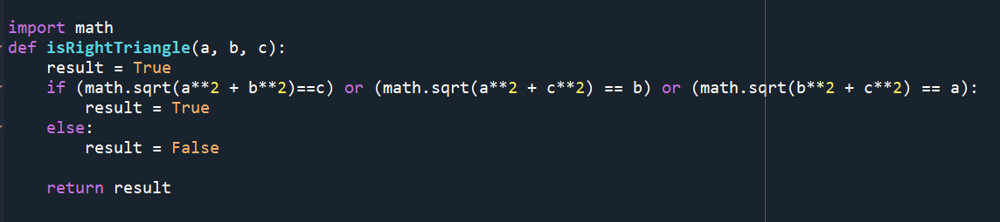 import math
def isRightTriangle(a, b, c):
    result = True
    if (math.sqrt(a**2 + b**2)==c) or (math.sqrt(a**2 + c**2) == b) or (math.sqrt(b**2 + c**2) == a):
        result = True
    else:
        result = False
    return result